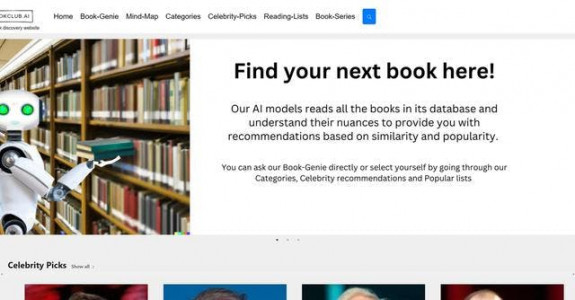 OKCLUB.AI
discovery website
Home Book-Genie Mind-Map Categories Celebrity-Picks Reading-Lists Book-Series
Find your next book here!
Our AI models reads all the books in its database and
understand their nuances to provide you with
recommendations based on similarity and popularity.
You can ask our Book-Genie directly or select yourself by going through our
Categories, Celebrity recommendations and Popular lists
Celebrity Picks Show all